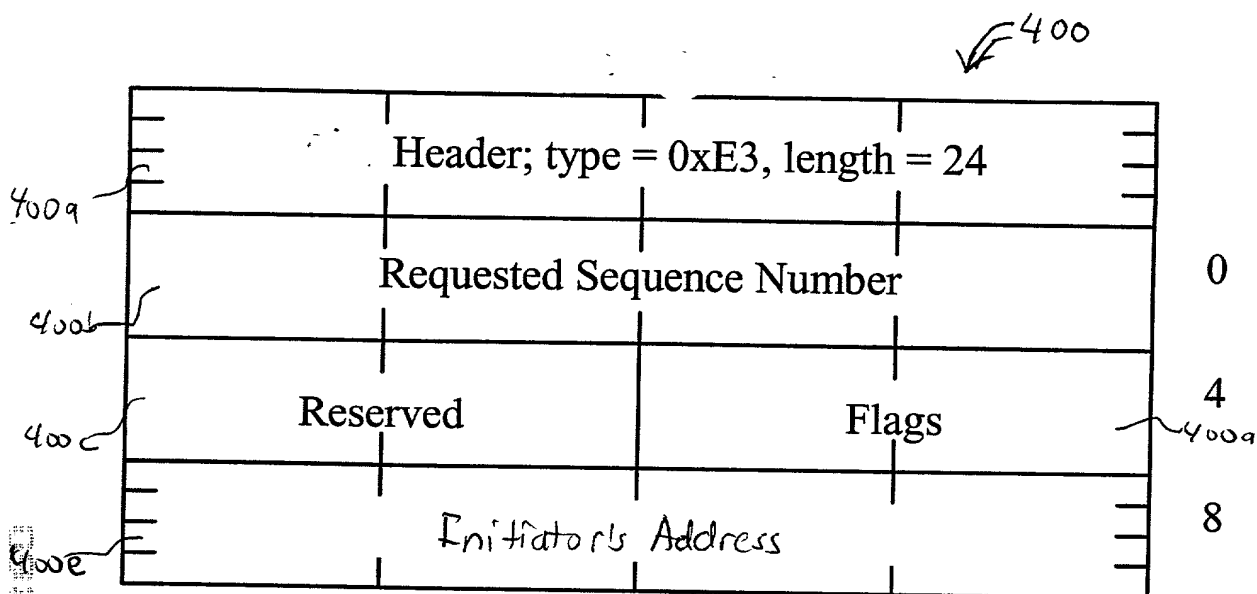 400
Header; type = 0xE3, length = 24
400a
Requested Sequence Number
0
400b
Reserved
Flags
4
400c
400a
Initiator's Address
8
400e